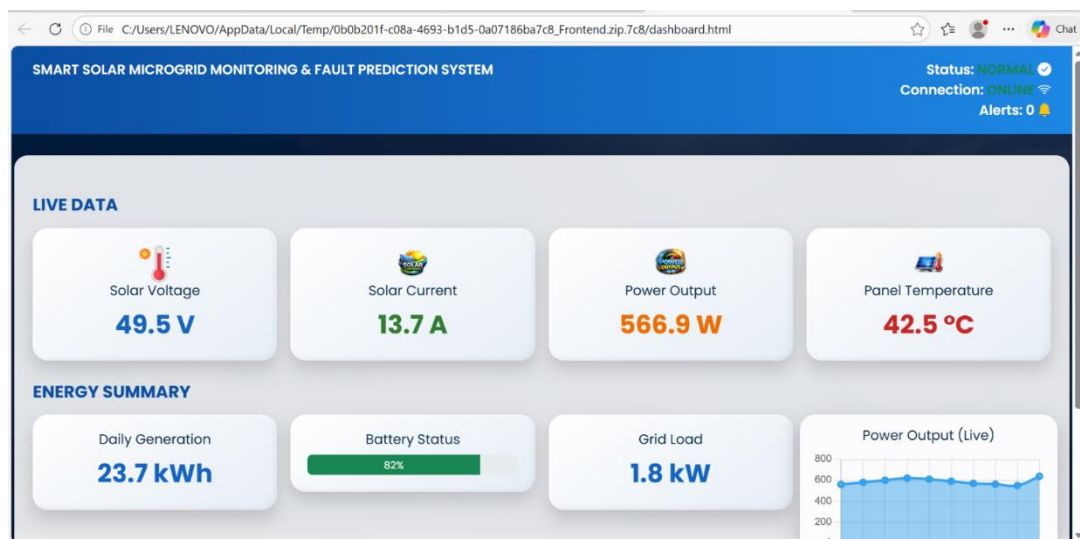 File C:/Users/LENOVO/AppData/Local/Temp/0b0b201f-c08a-4693-b1d5-0a07186ba7c8_Frontend.zip.7c8/dashboard.html
Chat
SMART SOLAR MICROGRID MONITORING & FAULT PREDICTION SYSTEM
Status: NORMAL
Connection: ONLINE
Alerts: 0
LIVE DATA
Solar Voltage
49.5 V
Solar Current
13.7 A
Power Output
566.9 W
Panel Temperature
42.5 °C
ENERGY SUMMARY
Daily Generation
23.7 kWh
Battery Status
82%
Grid Load
1.8 kW
Power Output (Live)
800
600
400
200